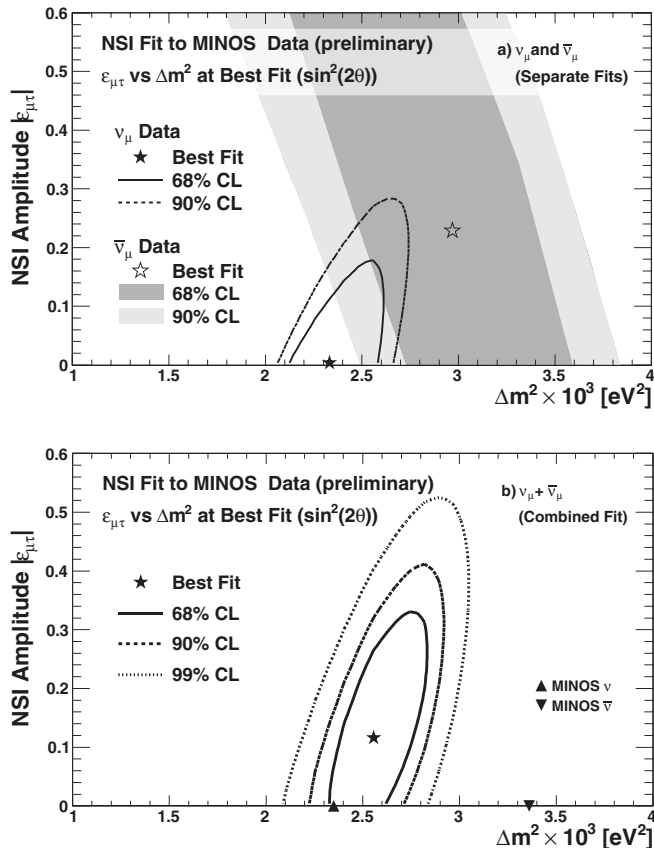 NSI Fit to MINOS Data (preliminary)
a) νμ and ν̅μ
εμτ vs Δm² at Best Fit (sin²(2θ))
(Separate Fits)
νμ Data
Best Fit
68% CL
90% CL
ν̅μ Data
Best Fit
68% CL
90% CL
NSI Amplitude |εμτ|
0.6
0.5
0.4
0.3
0.2
0.1
0
1
1.5
2
2.5
3
3.5
4
Δm² × 10³ [eV²]
NSI Fit to MINOS Data (preliminary)
b) νμ + ν̅μ
εμτ vs Δm² at Best Fit (sin²(2θ))
(Combined Fit)
Best Fit
68% CL
90% CL
99% CL
MINOS ν
MINOS ν̅
NSI Amplitude |εμτ|
0.6
0.5
0.4
0.3
0.2
0.1
0
1
1.5
2
2.5
3
3.5
4
Δm² × 10³ [eV²]